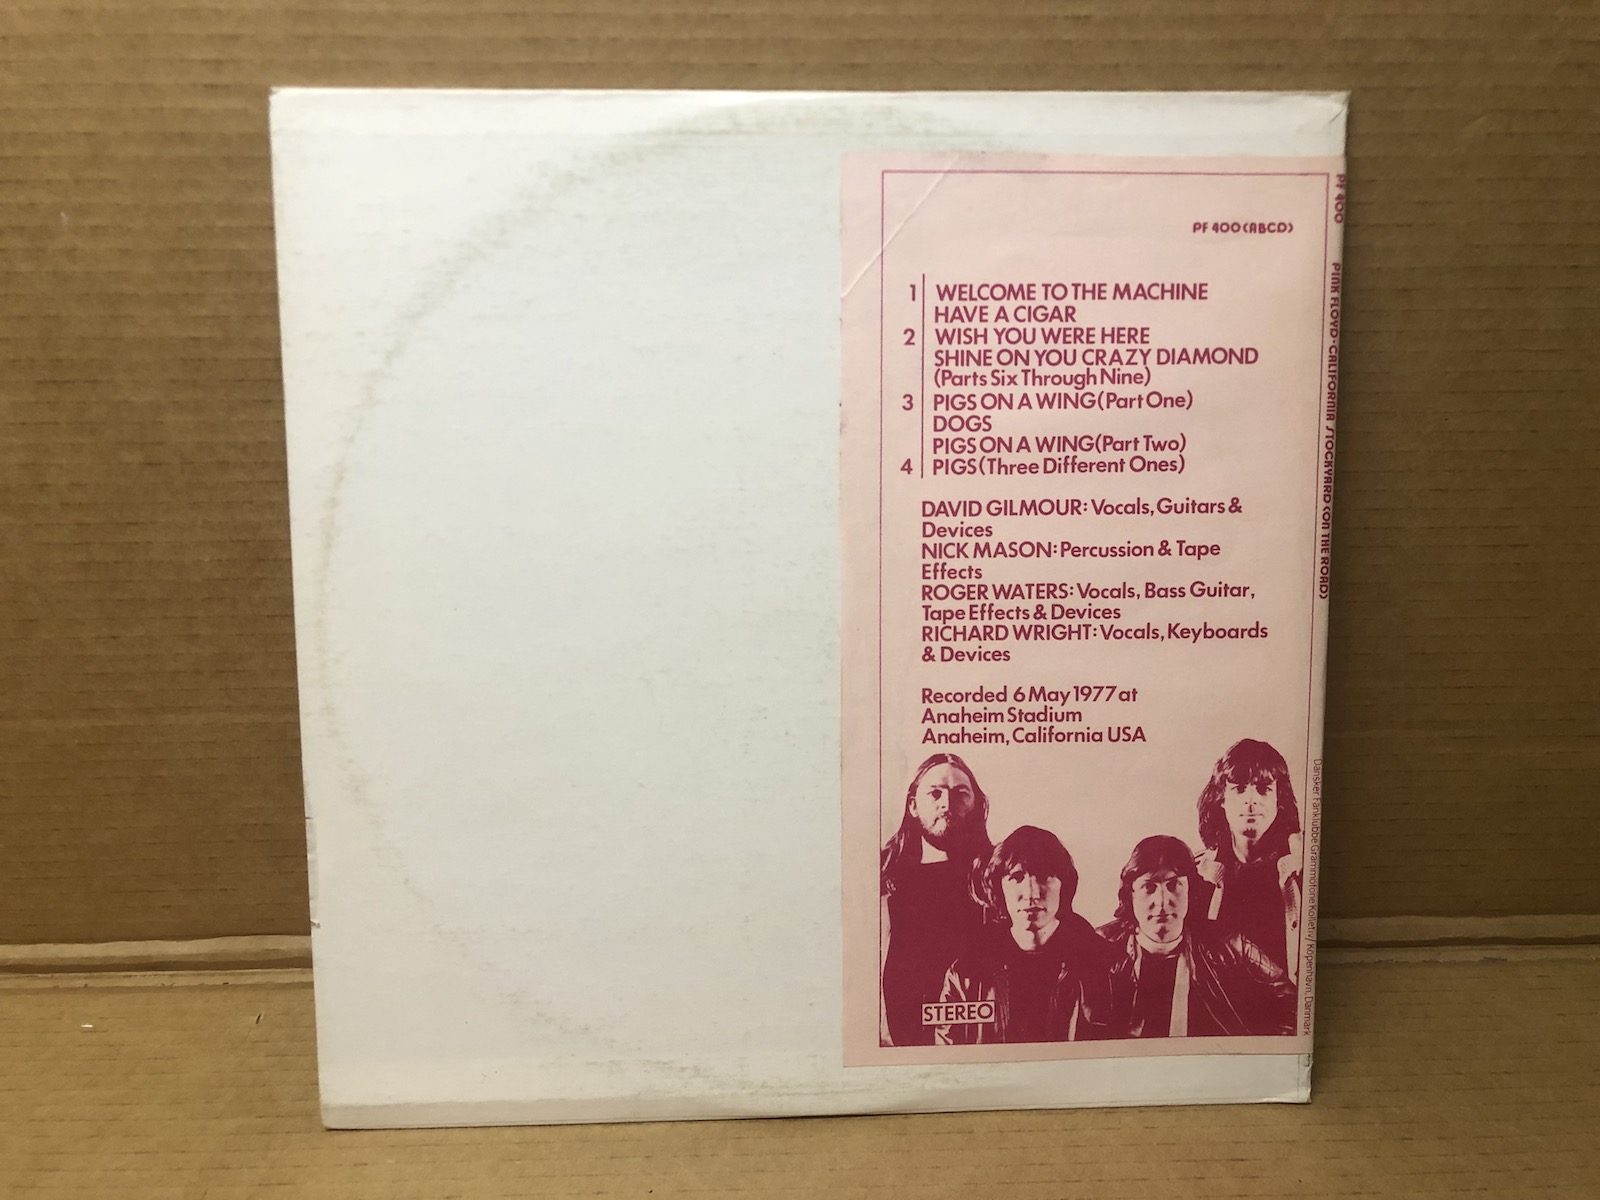 PF 400 (ABCD)
1 WELCOME TO THE MACHINE
HAVE A CIGAR
2 WISH YOU WERE HERE
SHINE ON YOU CRAZY DIAMOND
(Parts Six Through Nine)
3 PIGS ON A WING (Part One)
DOGS
PIGS ON A WING (Part Two)
4 PIGS (Three Different Ones)
DAVID GILMOUR: Vocals, Guitars &
Devices
NICK MASON: Percussion & Tape
Effects
ROGER WATERS: Vocals, Bass Guitar,
Tape Effects & Devices
RICHARD WRIGHT: Vocals, Keyboards
& Devices
Recorded 6 May 1977 at
Anaheim Stadium
Anaheim, California USA
STEREO
PF 400 PINK FLOYD · CALIFORNIA STOCKYARD (ON THE ROAD)
Dansker Fanklubbe Grammofone Kolletiv / Kopenhavn, Danmark